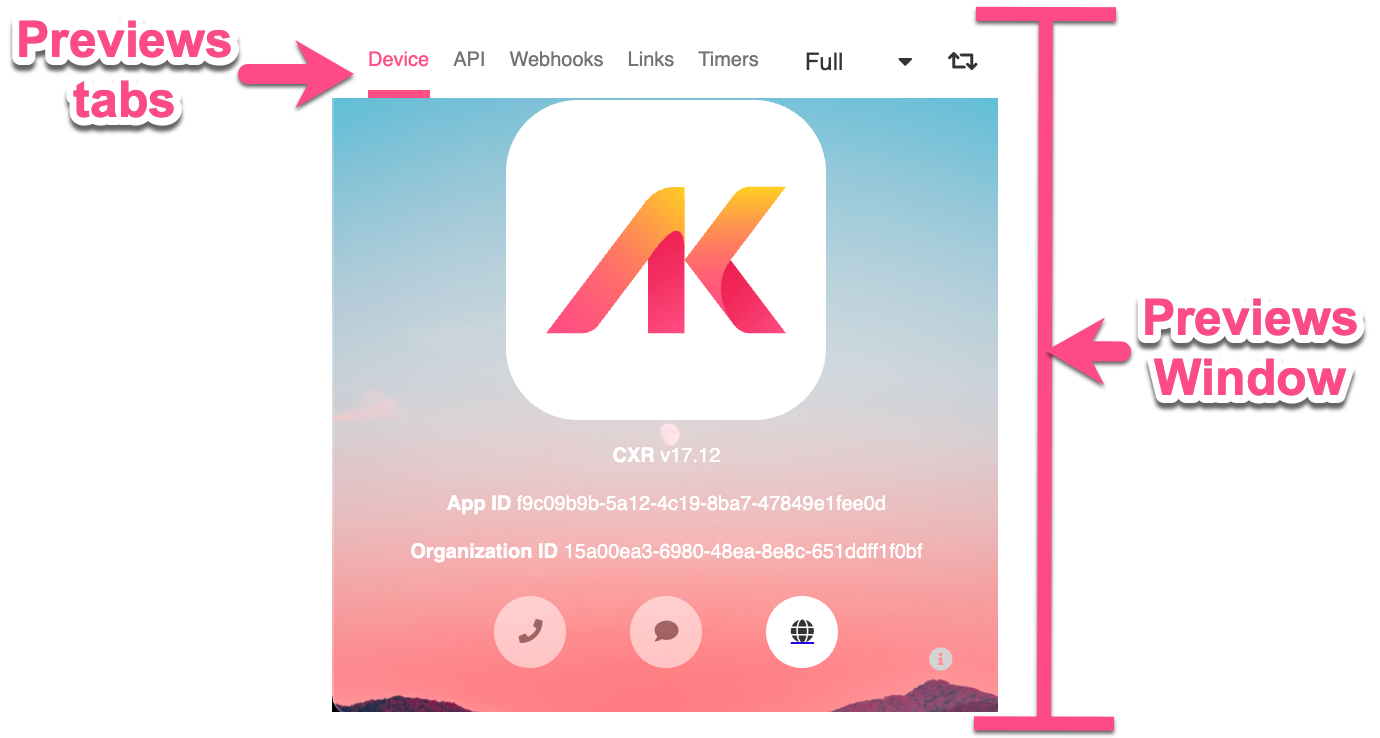 Previews
tabs
Device API Webhooks Links Timers Full
AK
CXR v17.12
App ID f9c09b9b-5a12-4c19-8ba7-47849e1fee0d
Organization ID 15a00ea3-6980-48ea-8e8c-651ddff1f0bf
Previews
Window